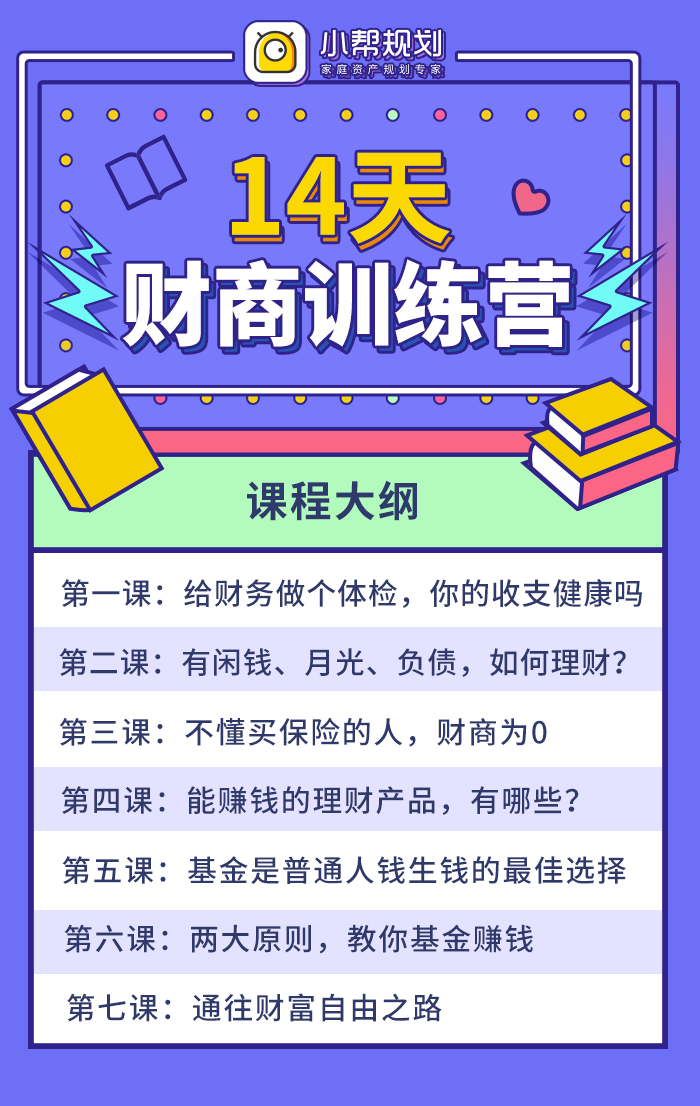 小帮规划
家庭资产规划专家
14天
财商训练营
课程大纲
第一课：给财务做个体检，你的收支健康吗
第二课：有闲钱、月光、负债，如何理财？
第三课：不懂买保险的人，财商为0
第四课：能赚钱的理财产品，有哪些？
第五课：基金是普通人钱生钱的最佳选择
第六课：两大原则，教你基金赚钱
第七课：通往财富自由之路